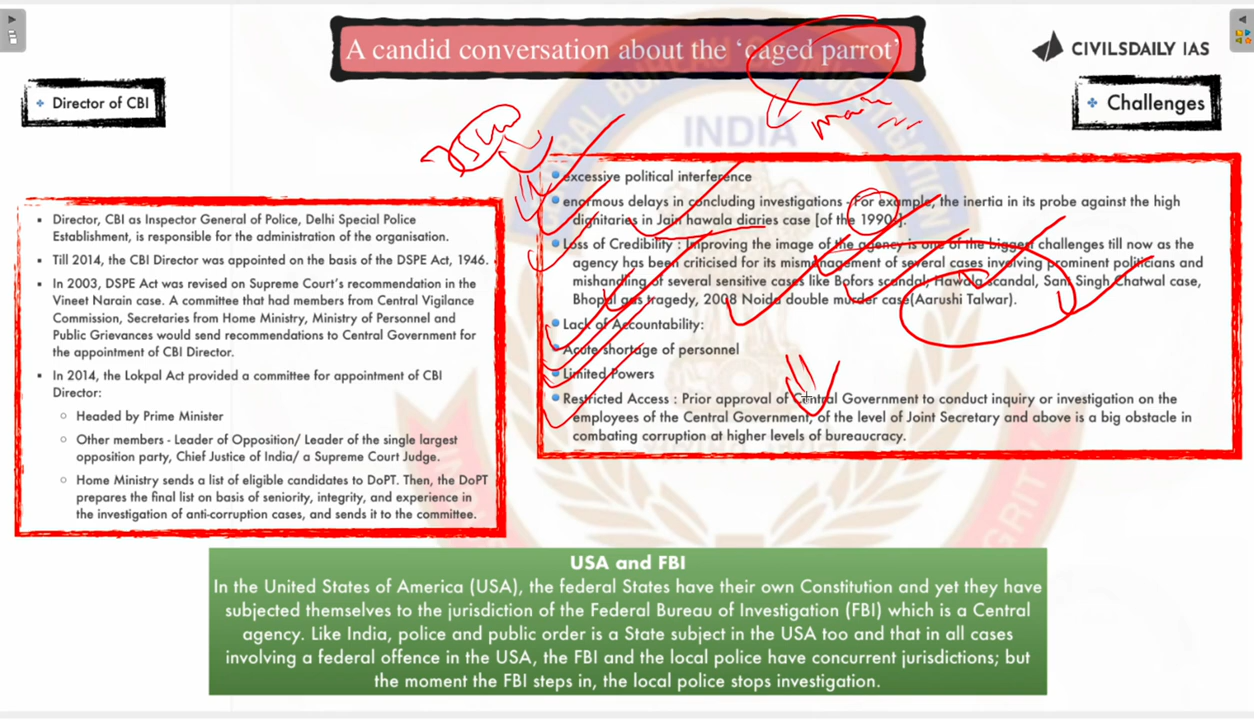 A candid conversation about the ‘caged parrot’
CIVILSDAILY IAS
Director of CBI
Challenges
INDIA
Director, CBI as Inspector General of Police, Delhi Special Police
Establishment, is responsible for the administration of the organisation.
Till 2014, the CBI Director was appointed on the basis of the DSPE Act, 1946.
In 2003, DSPE Act was revised on Supreme Court's recommendation in the
Vineet Narain case. A committee that had members from Central Vigilance
Commission, Secretaries from Home Ministry, Ministry of Personnel and
Public Grievances would send recommendations to Central Government for
the appointment of CBI Director.
In 2014, the Lokpal Act provided a committee for appointment of CBI
Director:
Headed by Prime Minister
Other members - Leader of Opposition/ Leader of the single largest
opposition party, Chief Justice of India/ a Supreme Court Judge.
Home Ministry sends a list of eligible candidates to DoPT. Then, the DoPT
prepares the final list on basis of seniority, integrity, and experience in
the investigation of anti-corruption cases, and sends it to the committee.
excessive political interference
enormous delays in concluding investigations - For example, the inertia in its probe against the high
dignitaries in Jain hawala diaries case [of the 1990s].
Loss of Credibility : Improving the image of the agency is one of the biggest challenges till now as the
agency has been criticised for its mismanagement of several cases involving prominent politicians and
mishandling of several sensitive cases like Bofors scandal, Hawala scandal, Sant Singh Chatwal case,
Bhopal gas tragedy, 2008 Noida double murder case(Aarushi Talwar).
Lack of Accountability:
Acute shortage of personnel
Limited Powers
Restricted Access : Prior approval of Central Government to conduct inquiry or investigation on the
employees of the Central Government, of the level of Joint Secretary and above is a big obstacle in
combating corruption at higher levels of bureaucracy.
USA and FBI
In the United States of America (USA), the federal States have their own Constitution and yet they have
subjected themselves to the jurisdiction of the Federal Bureau of Investigation (FBI) which is a Central
agency. Like India, police and public order is a State subject in the USA too and that in all cases
involving a federal offence in the USA, the FBI and the local police have concurrent jurisdictions; but
the moment the FBI steps in, the local police stops investigation.